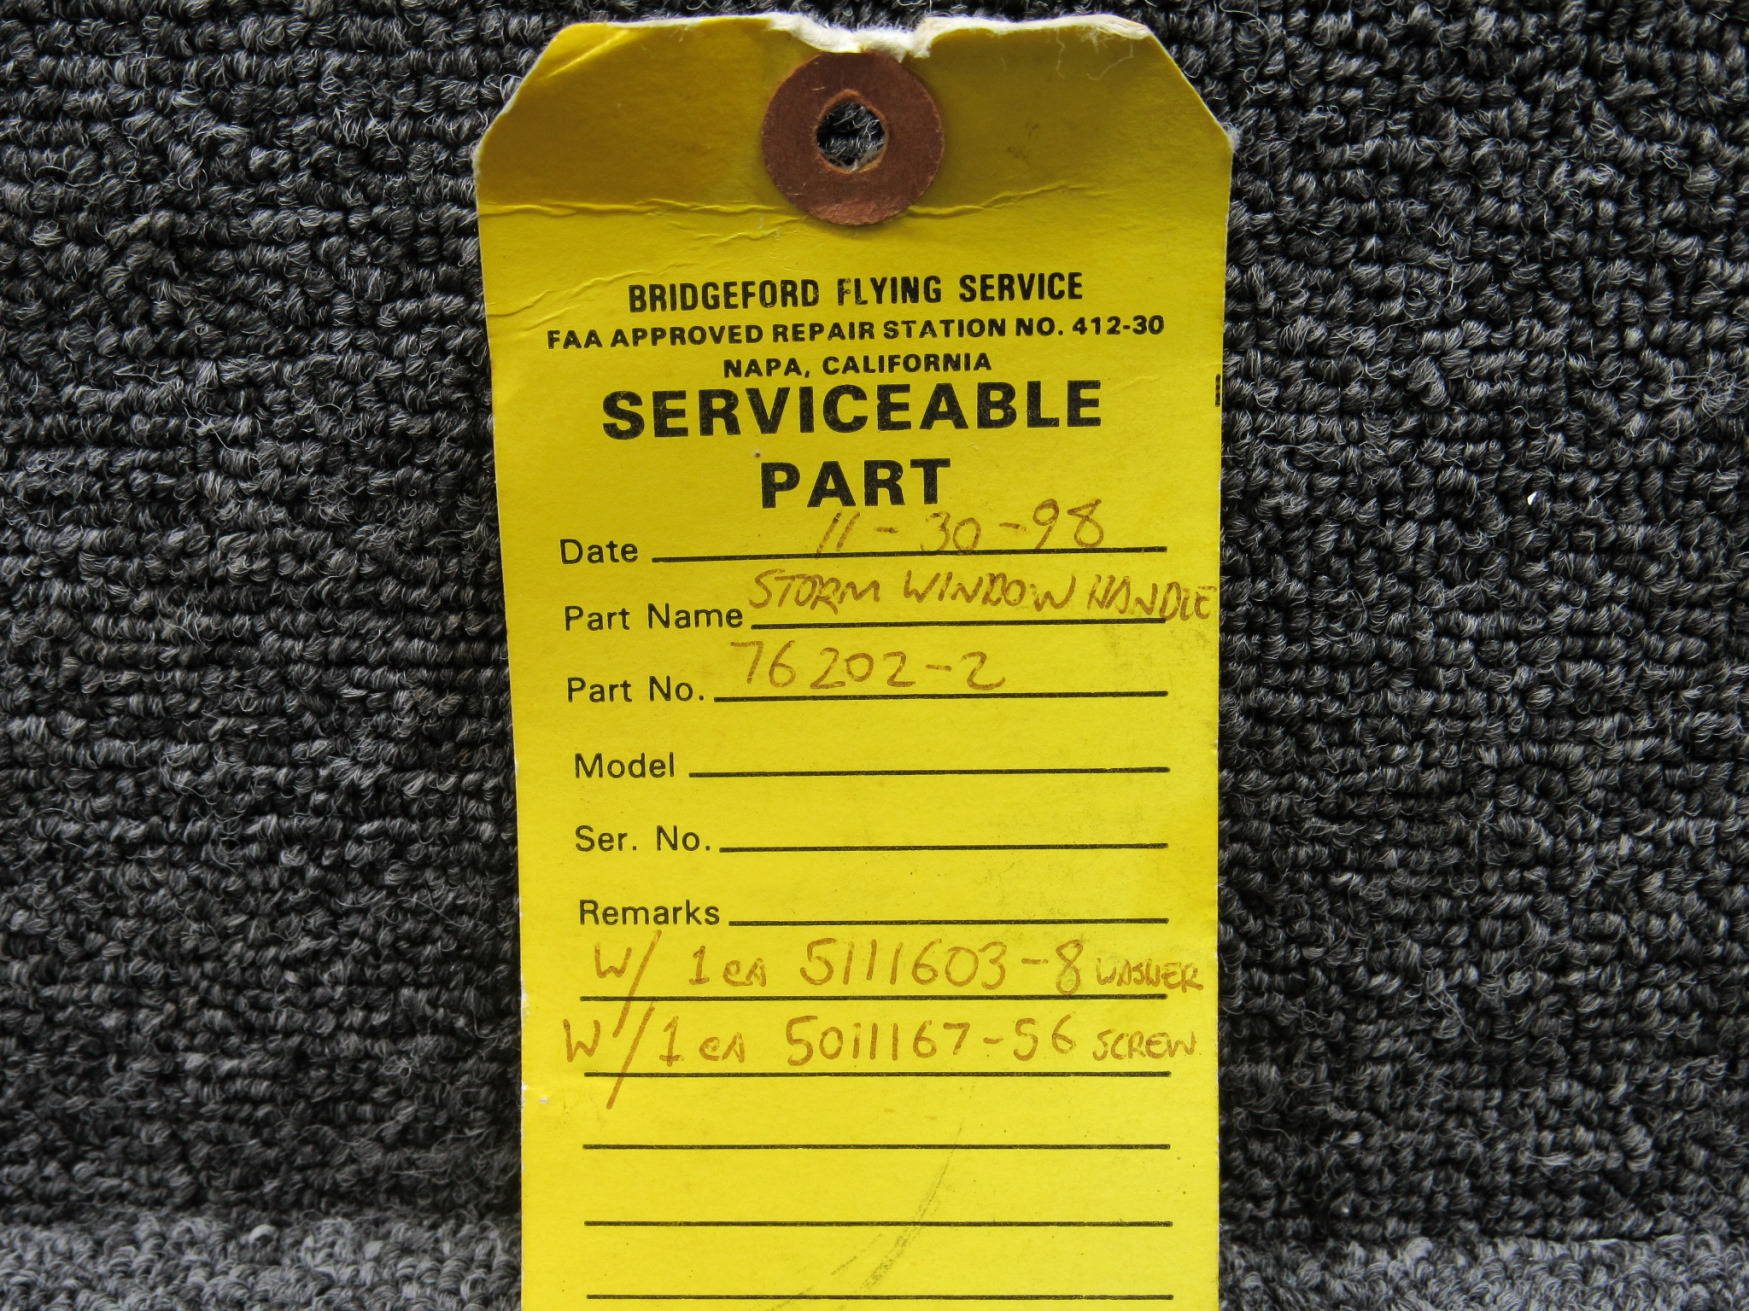 BRIDGEFORD FLYING SERVICE
FAA APPROVED REPAIR STATION NO. 412-30
NAPA, CALIFORNIA
SERVICEABLE
PART
Date 11-30-98
Part Name STORM WINDOW HANDLE
Part No. 76202-2
Model
Ser. No.
Remarks
W/ 1 eA 5111603-8 WASHER
W/ 1 eA 5011167-56 SCREW